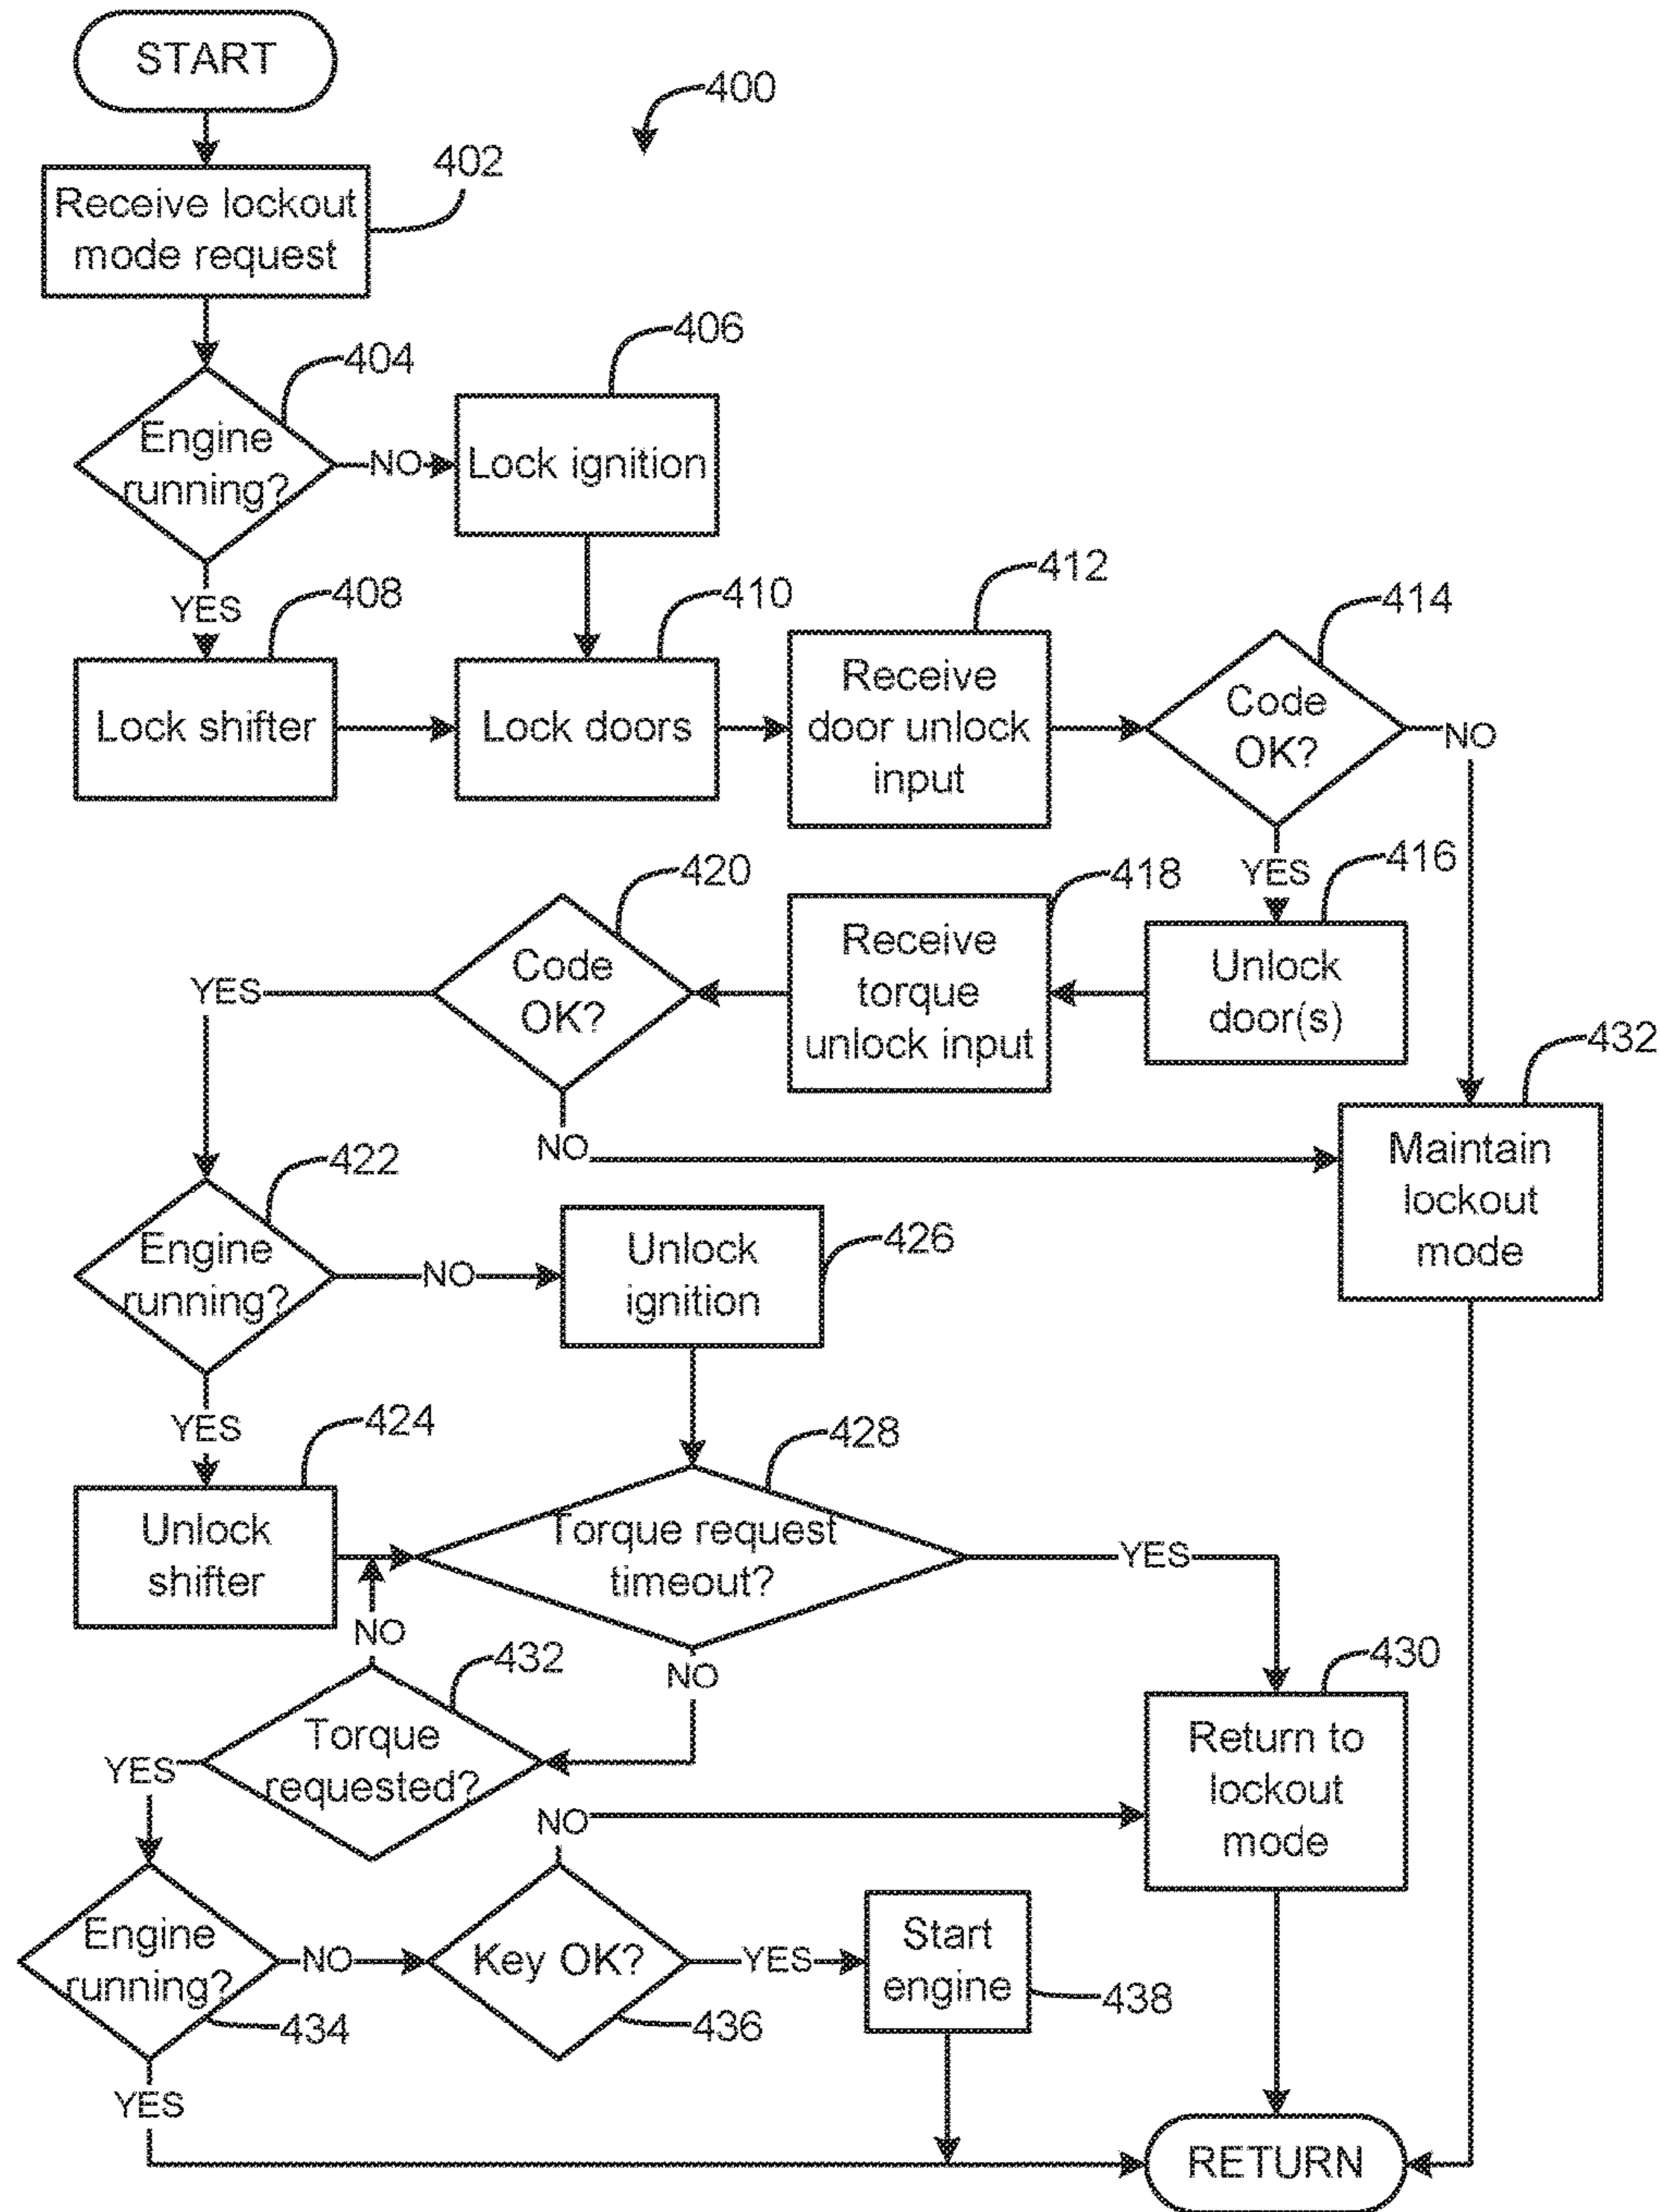 START
400
402
Receive lockout
mode request
406
404
Engine
running?
NO
Lock ignition
YES
408
410
412
414
Lock shifter
Lock doors
Receive
door unlock
input
Code
OK?
NO
YES
416
418
420
Unlock
door(s)
Receive
torque
unlock input
Code
OK?
YES
NO
432
Maintain
lockout
mode
422
Engine
running?
NO
Unlock
ignition
426
YES
424
428
Unlock
shifter
Torque request
timeout?
YES
NO
NO
432
430
Torque
requested?
YES
Return to
lockout
mode
NO
Engine
running?
434
NO
Key OK?
436
YES
Start
engine
438
YES
RETURN